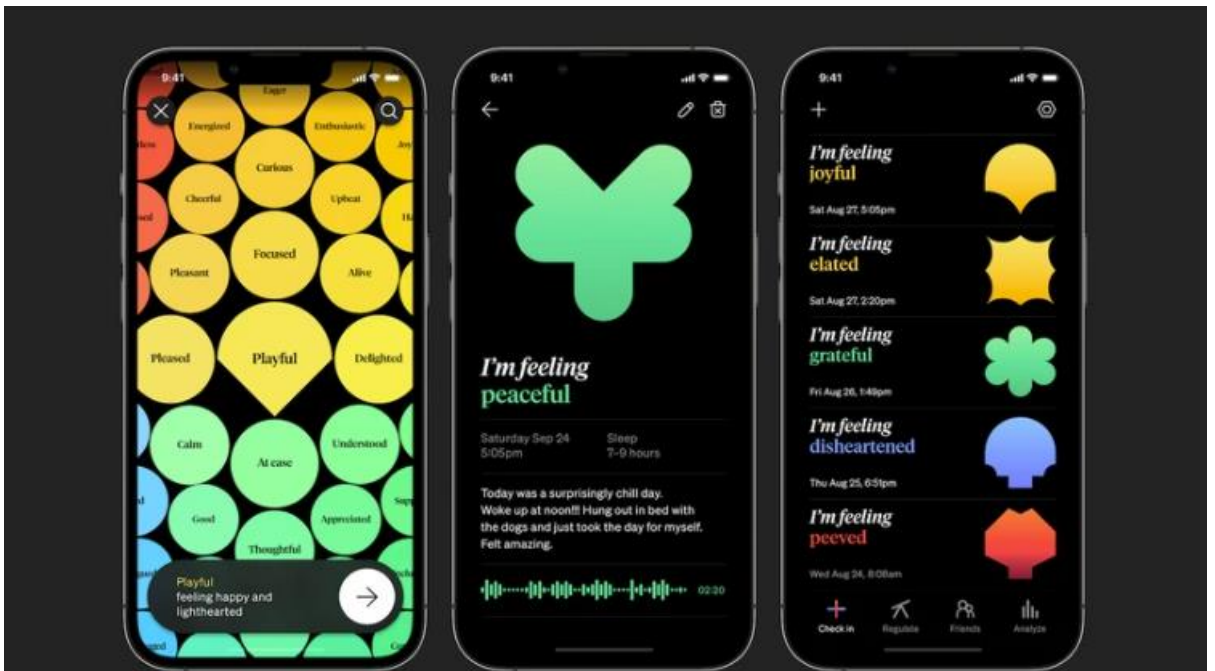 9:41
Eager
Energized
Enthusiastic
Curious
Cheerful
Upbeat
Focused
Pleasant
Alive
Pleased
Playful
Delighted
Calm
Understood
At ease
Good
Appreciated
Thoughtful
Playful
feeling happy and
lighthearted
9:41
I'm feeling
peaceful
Saturday Sep 24
5:05pm
Sleep
7-9 hours
Today was a surprisingly chill day.
Woke up at noon!!! Hung out in bed with
the dogs and just took the day for myself.
Felt amazing.
02:20
9:41
I'm feeling
joyful
Sat Aug 27, 5:05pm
I'm feeling
elated
Sat Aug 27, 2:20pm
I'm feeling
grateful
Fri Aug 26, 1:49pm
I'm feeling
disheartened
Thu Aug 25, 6:51pm
I'm feeling
peeved
Wed Aug 24, 8:08am
Check in
Regulate
Friends
Analyze